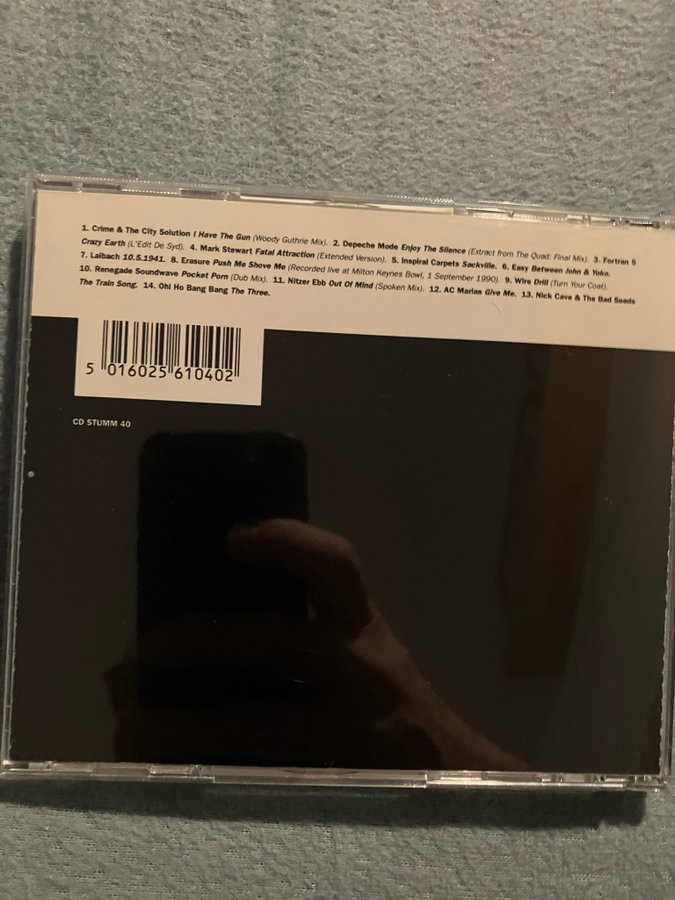 1. Crime & The City Solution I Have The Gun (Woody Guthrie Mix). 2. Depeche Mode Enjoy The Silence (Extract from The Quad: Final Mix). 3. Fortran 5
Crazy Earth (L'Edit De Syd). 4. Mark Stewart Fatal Attraction (Extended Version). 5. Inspiral Carpets Sackville. 6. Easy Between John & Yoko.
7. Laibach 10.5.1941. 8. Erasure Push Me Shove Me (Recorded live at Milton Keynes Bowl, 1 September 1990). 9. Wire Drill (Turn Your Coat).
10. Renegade Soundwave Pocket Porn (Dub Mix). 11. Nitzer Ebb Out Of Mind (Spoken Mix). 12. AC Marias Give Me. 13. Nick Cave & The Bad Seeds
The Train Song. 14. Ohi Ho Bang Bang The Three.
5 016025 610402
CD STUMM 40